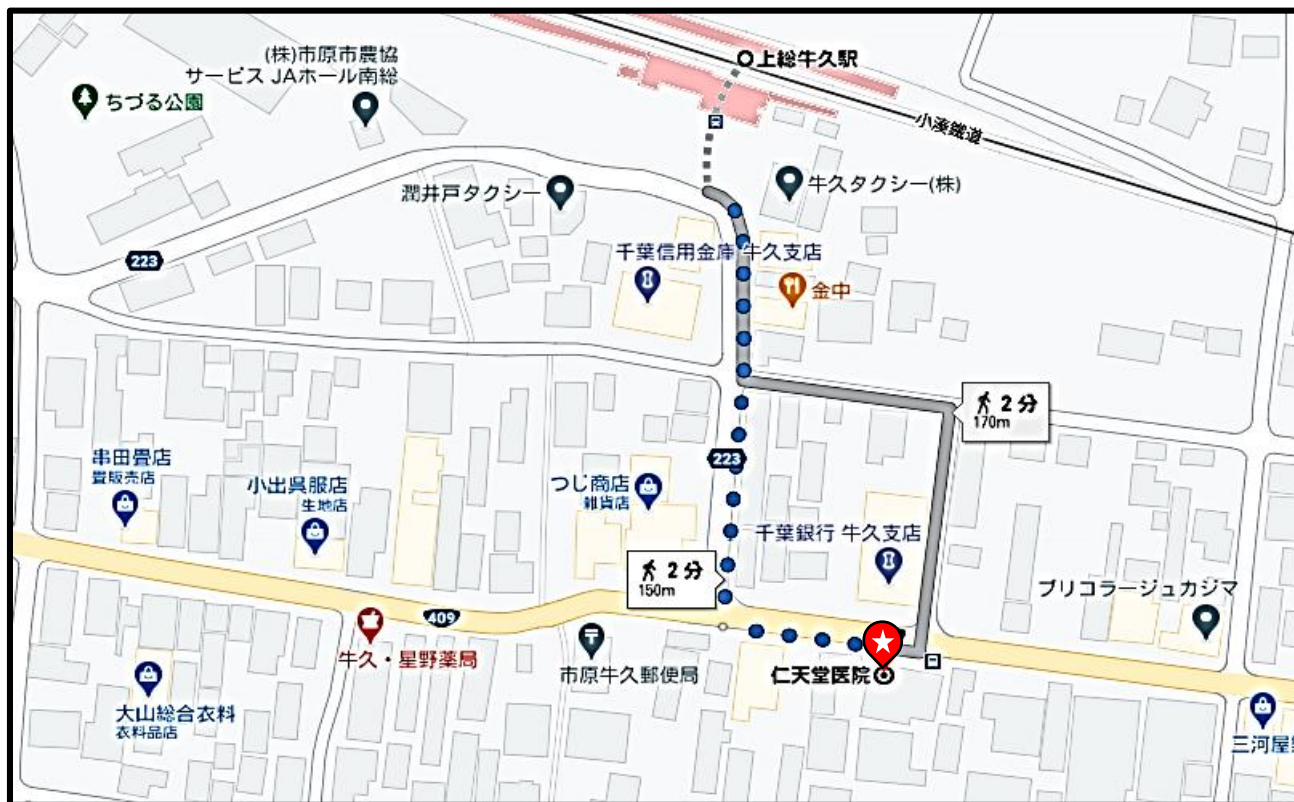 (株)市原市農協
サービス JAホール南総
上総牛久駅
ちづる公園
小湊鐵道
潤井戸タクシー
牛久タクシー(株)
千葉信用金庫 牛久支店
223
金中
2 分
170m
串田畳店
畳販売店
小出呉服店
生地店
つじ商店
雑貨店
223
千葉銀行 牛久支店
2 分
150m
ブリコラージュカジマ
409
牛久・星野薬局
市原牛久郵便局
仁天堂医院
大山総合衣料
衣料品店
三河屋